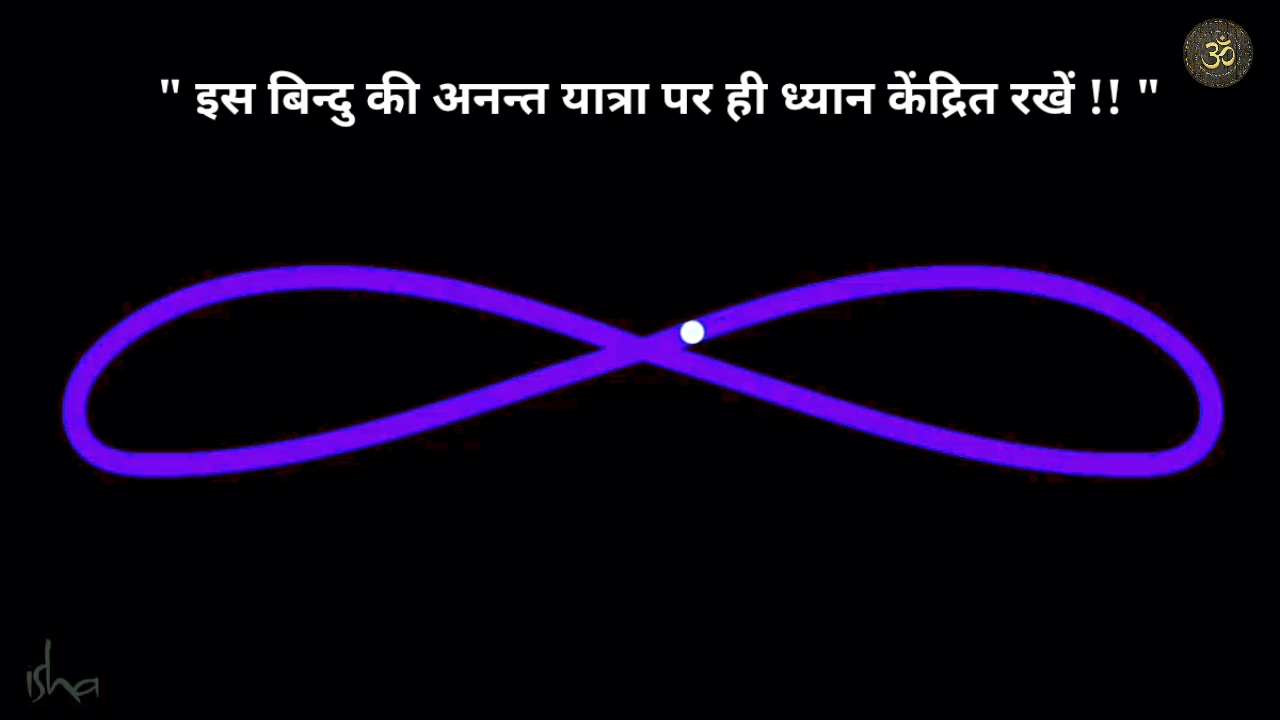 " इस बिन्दु की अनन्त यात्रा पर ही ध्यान केंद्रित रखें !! "
ॐ
isha